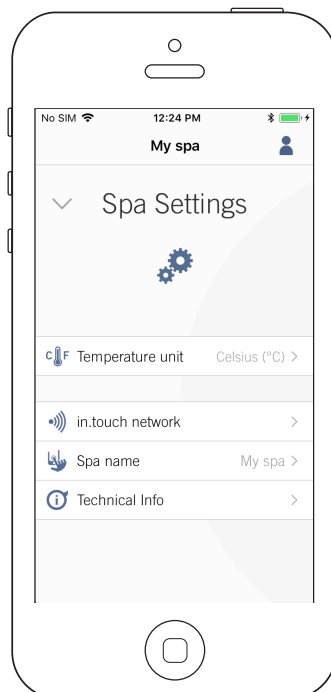 No SIM 12:24 PM
My spa
Spa Settings
C F Temperature unit Celsius (°C) >
in.touch network >
Spa name My spa >
Technical Info >